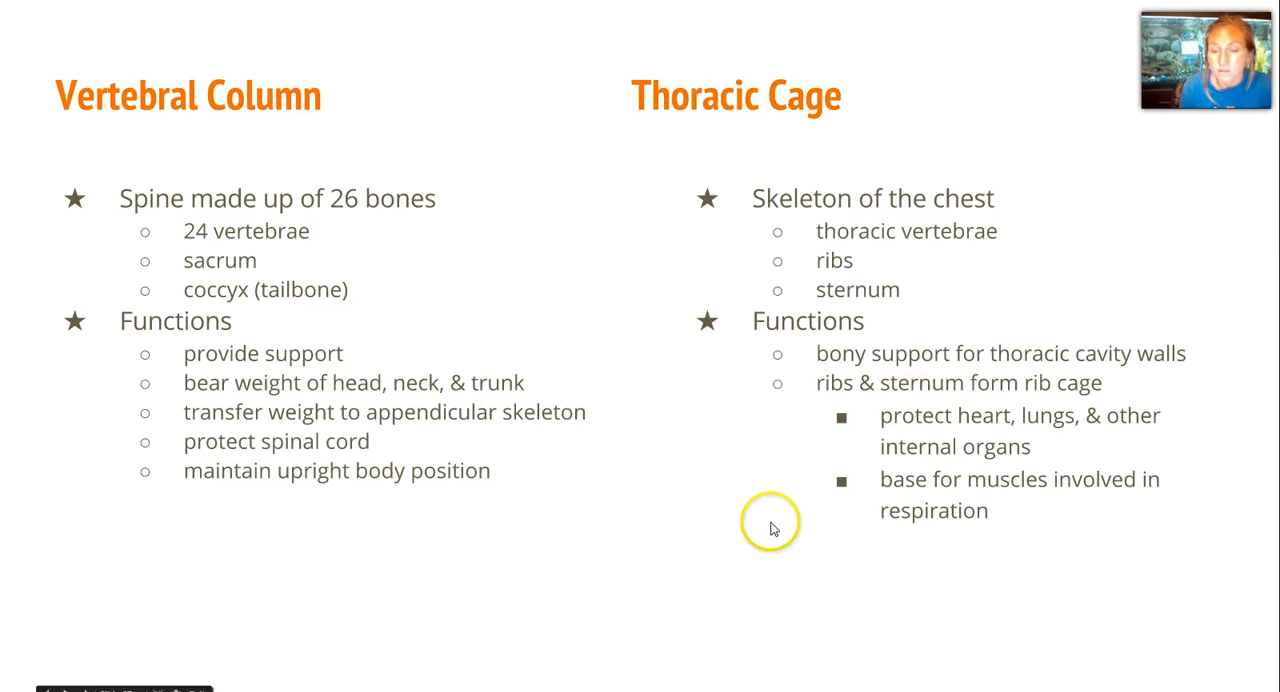 Vertebral Column
★ Spine made up of 26 bones
○ 24 vertebrae
○ sacrum
○ coccyx (tailbone)
★ Functions
○ provide support
○ bear weight of head, neck, & trunk
○ transfer weight to appendicular skeleton
○ protect spinal cord
○ maintain upright body position
Thoracic Cage
★ Skeleton of the chest
○ thoracic vertebrae
○ ribs
○ sternum
★ Functions
○ bony support for thoracic cavity walls
○ ribs & sternum form rib cage
■ protect heart, lungs, & other
internal organs
■ base for muscles involved in
respiration